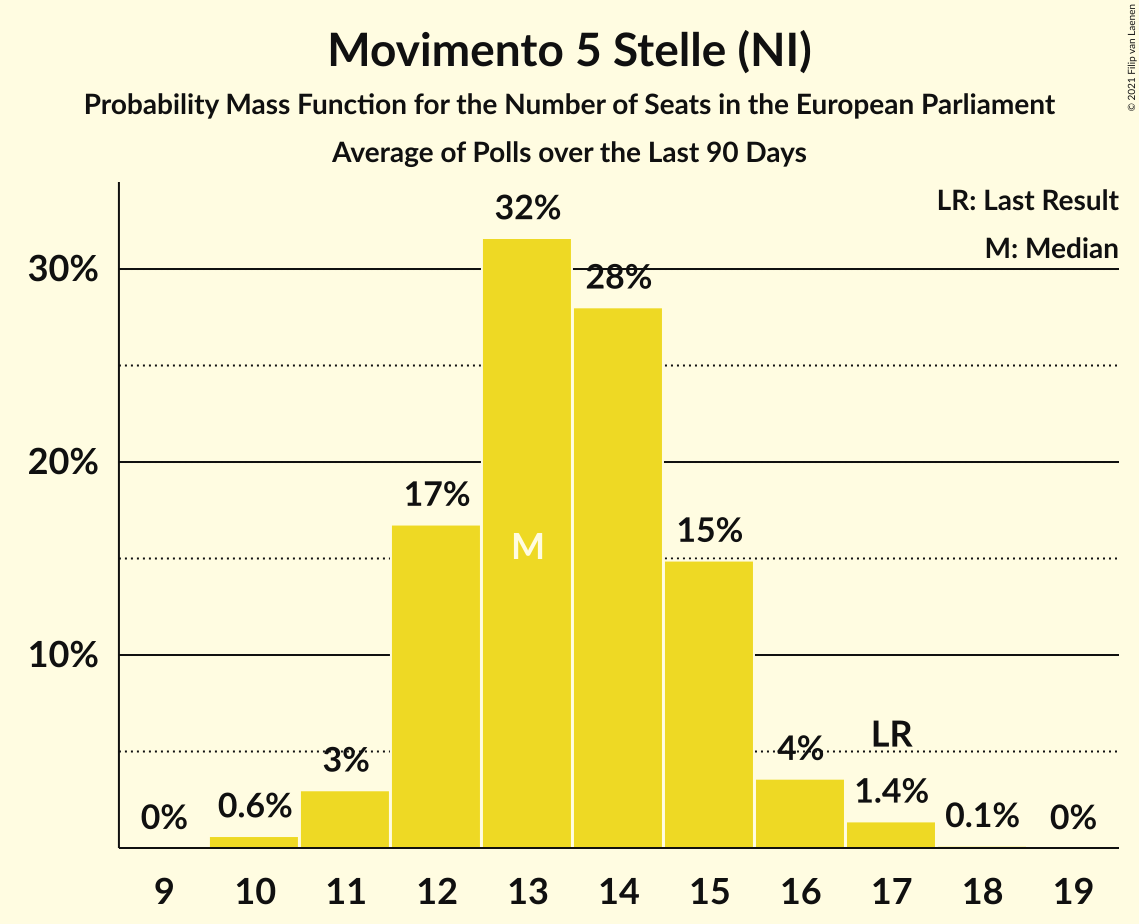 Movimento 5 Stelle (NI)
Probability Mass Function for the Number of Seats in the European Parliament
Average of Polls over the Last 90 Days
© 2021 Filip van Laenen
LR: Last Result
M: Median
30%
20%
10%
0%
0.6%
3%
17%
32%
M
28%
15%
4%
LR
1.4%
0.1%
0%
9 10 11 12 13 14 15 16 17 18 19